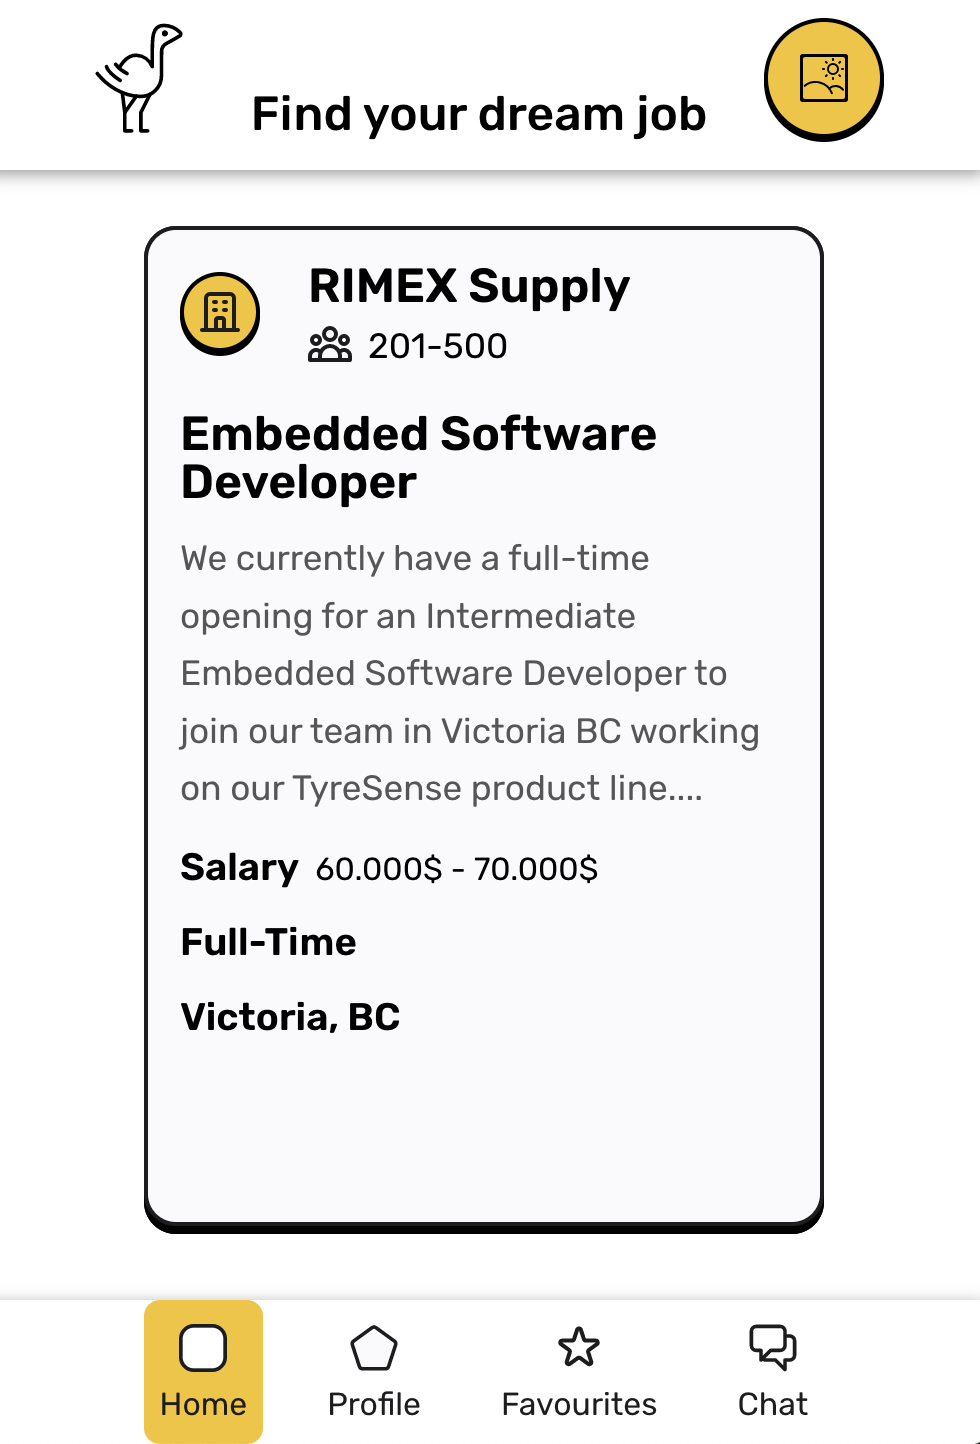 Find your dream job
RIMEX Supply
201-500
Embedded Software
Developer
We currently have a full-time
opening for an Intermediate
Embedded Software Developer to
join our team in Victoria BC working
on our TyreSense product line....
Salary 60.000$ - 70.000$
Full-Time
Victoria, BC
Home Profile Favourites Chat